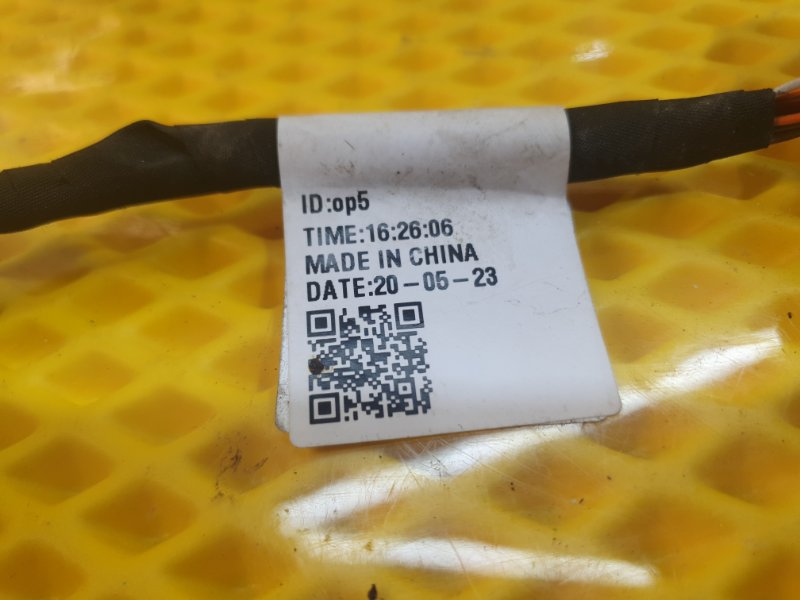 ID:op5
TIME:16:26:06
MADE IN CHINA
DATE:20-05-23